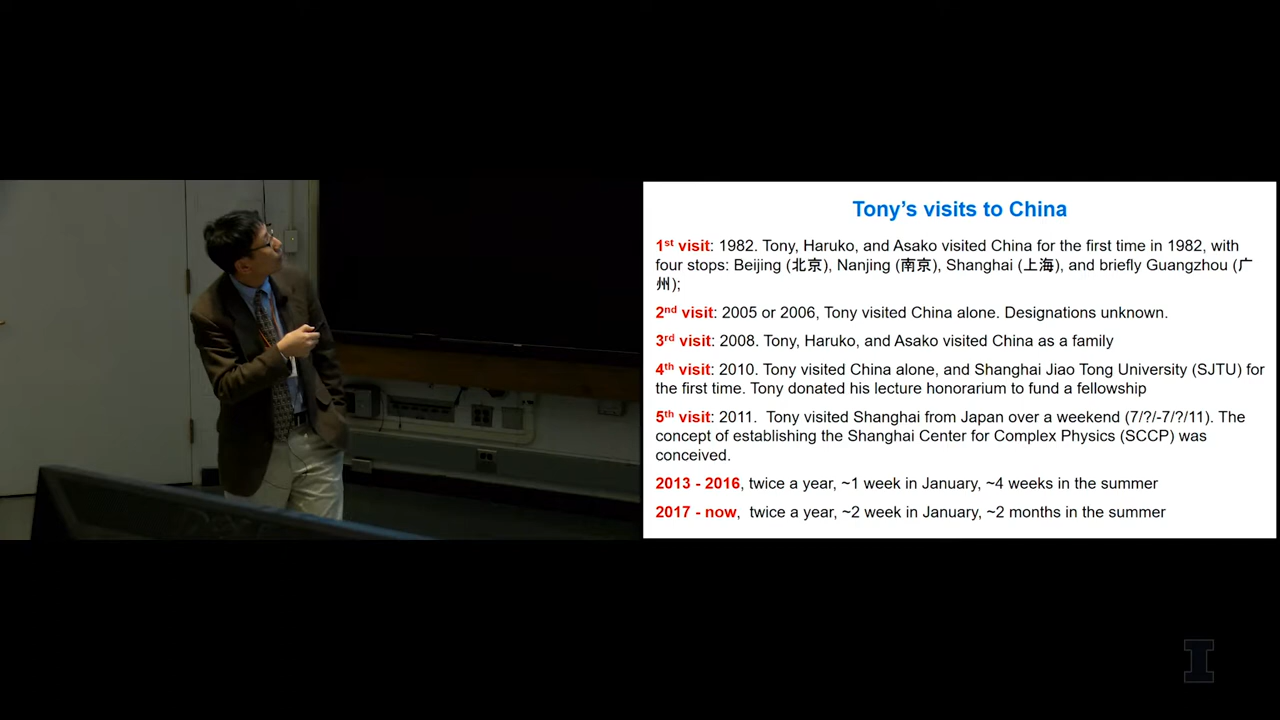 Tony's visits to China
1st visit: 1982. Tony, Haruko, and Asako visited China for the first time in 1982, with
four stops: Beijing (北京), Nanjing (南京), Shanghai (上海), and briefly Guangzhou (广
州);
2nd visit: 2005 or 2006, Tony visited China alone. Designations unknown.
3rd visit: 2008. Tony, Haruko, and Asako visited China as a family
4th visit: 2010. Tony visited China alone, and Shanghai Jiao Tong University (SJTU) for
the first time. Tony donated his lecture honorarium to fund a fellowship
5th visit: 2011.  Tony visited Shanghai from Japan over a weekend (7/?/-7/?/11). The
concept of establishing the Shanghai Center for Complex Physics (SCCP) was
conceived.
2013 - 2016, twice a year, ~1 week in January, ~4 weeks in the summer
2017 - now,  twice a year, ~2 week in January, ~2 months in the summer
I